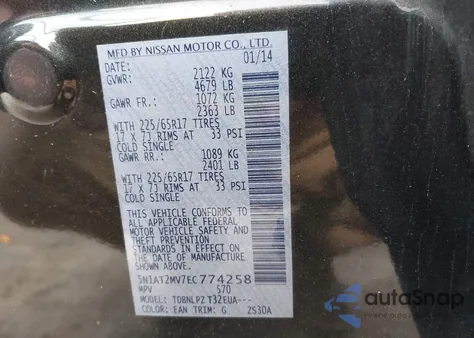 MFD BY NISSAN MOTOR CO., LTD.
DATE: 01/14
GVWR: 2122 KG
4679 LB
GAWR FR.: 1072 KG
2363 LB
WITH 225/65R17 TIRES
17 X 7J RIMS AT 33 PSI
COLD SINGLE
GAWR RR.: 1089 KG
2401 LB
WITH 225/65R17 TIRES
17 X 7J RIMS AT 33 PSI
COLD SINGLE
THIS VEHICLE CONFORMS TO
ALL APPLICABLE FEDERAL
MOTOR VEHICLE SAFETY AND
THEFT PREVENTION
STANDARDS IN EFFECT ON
THE DATE OF MANUFACTURE
SHOWN ABOVE.
5N1AT2MV7EC774258
MPV 570
MODEL: TDBNLPZ T32EUA---
COLOR: EAN TRIM: G ZS30A
autoSnap